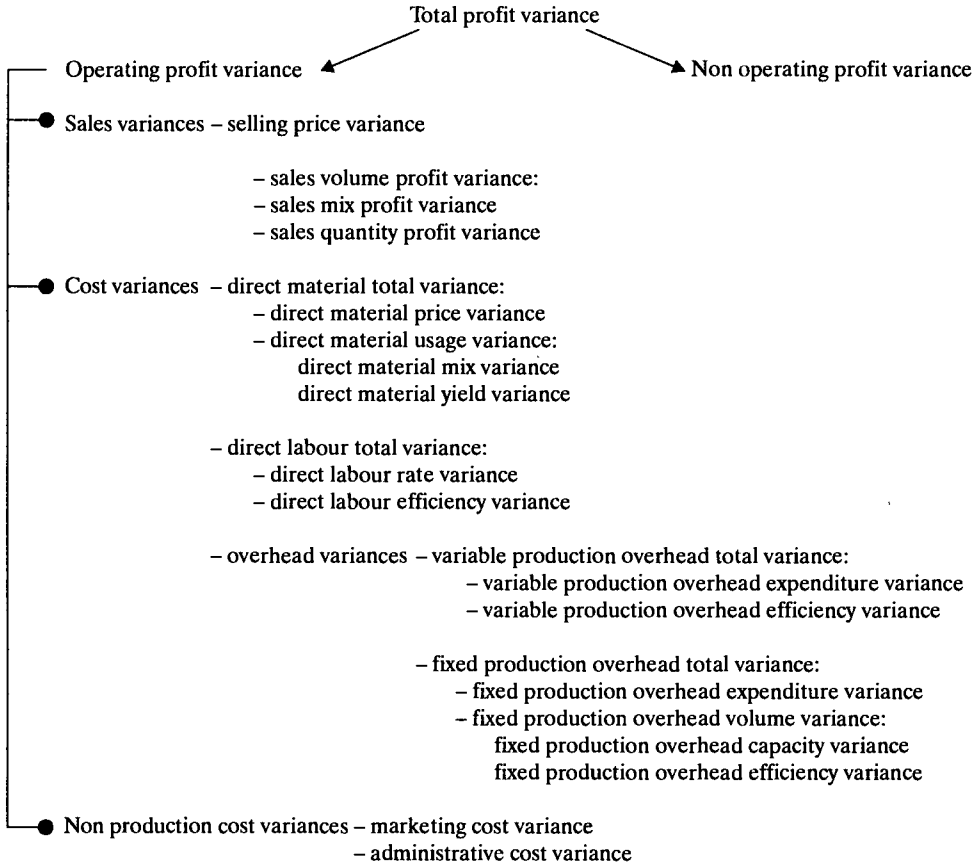 Total profit variance
Operating profit variance Non operating profit variance
Sales variances – selling price variance
– sales volume profit variance:
– sales mix profit variance
– sales quantity profit variance
Cost variances – direct material total variance:
– direct material price variance
– direct material usage variance:
direct material mix variance
direct material yield variance
– direct labour total variance:
– direct labour rate variance
– direct labour efficiency variance
– overhead variances – variable production overhead total variance:
– variable production overhead expenditure variance
– variable production overhead efficiency variance
– fixed production overhead total variance:
– fixed production overhead expenditure variance
– fixed production overhead volume variance:
fixed production overhead capacity variance
fixed production overhead efficiency variance
Non production cost variances – marketing cost variance
– administrative cost variance